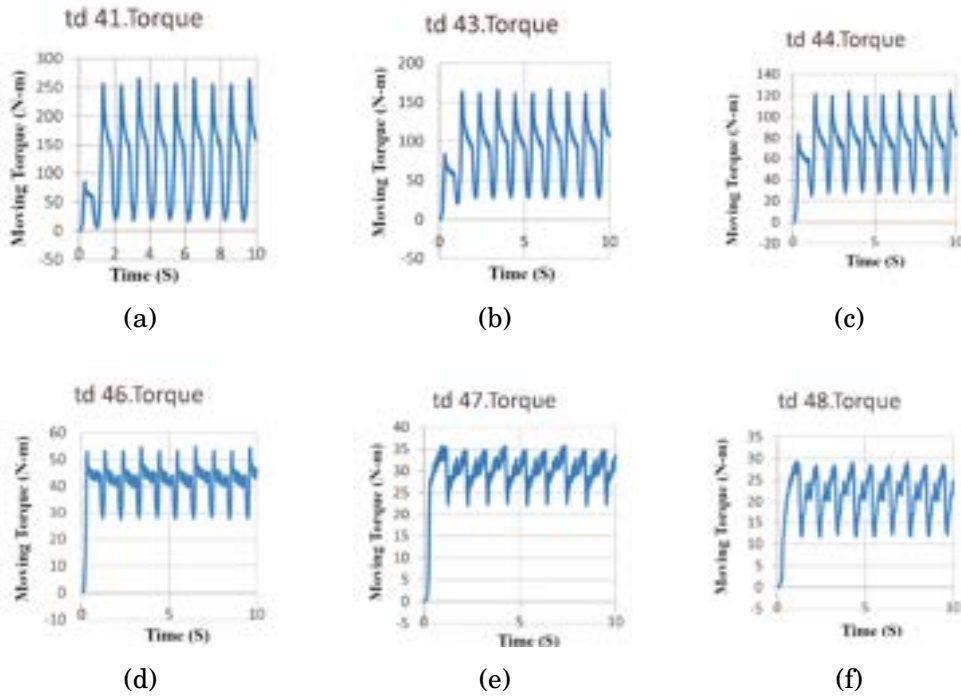 td 41.Torque
Moving Torque (N-m)
300
250
200
150
100
50
0
-50
0 2 4 6 8 10
Time (S)
(a)
td 43.Torque
Moving Torque (N-m)
200
150
100
50
0
-50
0 5 10
Time (S)
(b)
td 44.Torque
Moving Torque (N-m)
140
120
100
80
60
40
20
0
-20
0 5 10
Time (S)
(c)
td 46.Torque
Moving Torque (N-m)
60
50
40
30
20
10
0
-10
0 5 10
Time (S)
(d)
td 47.Torque
Moving Torque (N-m)
40
35
30
25
20
15
10
5
0
-5
0 5 10
Time (S)
(e)
td 48.Torque
Moving Torque (N-m)
35
30
25
20
15
10
5
0
-5
0 5 10
Time (S)
(f)